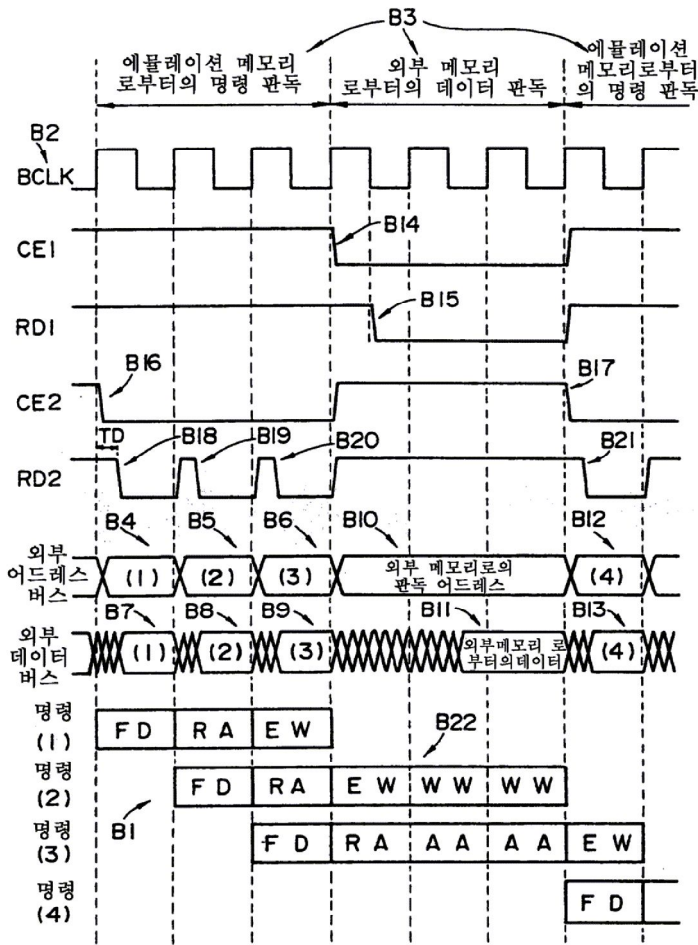 B3
에뮬레이션 메모리
로부터의 명령 판독
외부 메모리
로부터의 데이터 판독
에뮬레이션
메모리로부터
의 명령 판독
B2
BCLK
B14
CE1
B15
RD1
B16
B17
CE2
TD
B18
B19
B20
B21
RD2
B4
B5
B6
B10
B12
외부
어드레스
버스
(1)
(2)
(3)
외부 메모리로의
판독 어드레스
(4)
B7
B8
B9
B11
B13
외부
데이터
버스
(1)
(2)
(3)
외부메모리 로
부터의데이터
(4)
명령
(1)
F D
R A
E W
B22
명령
(2)
F D
R A
E W
W W
W W
B1
명령
(3)
F D
R A
A A
A A
E W
명령
(4)
F D